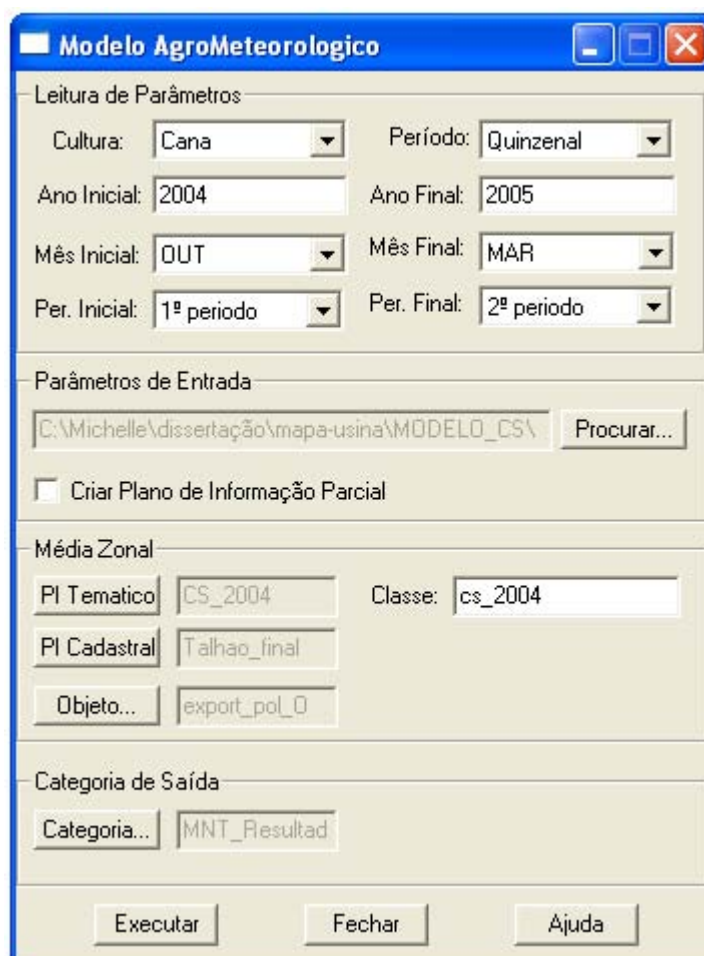 Modelo AgroMeteorologico
Leitura de Parâmetros
Cultura: Cana Período: Quinzenal
Ano Inicial: 2004 Ano Final: 2005
Mês Inicial: OUT Mês Final: MAR
Per. Inicial: 1º periodo Per. Final: 2º periodo
Parâmetros de Entrada
C:\Michelle\dissertação\mapa-usina\MODELO_CS\ Procurar...
Criar Plano de Informação Parcial
Média Zonal
PI Tematico CS_2004 Classe: cs_2004
PI Cadastral Talhao_final
Objeto... export_pol_O
Categoria de Saída
Categoria... MNT_Resultad
Executar Fechar Ajuda